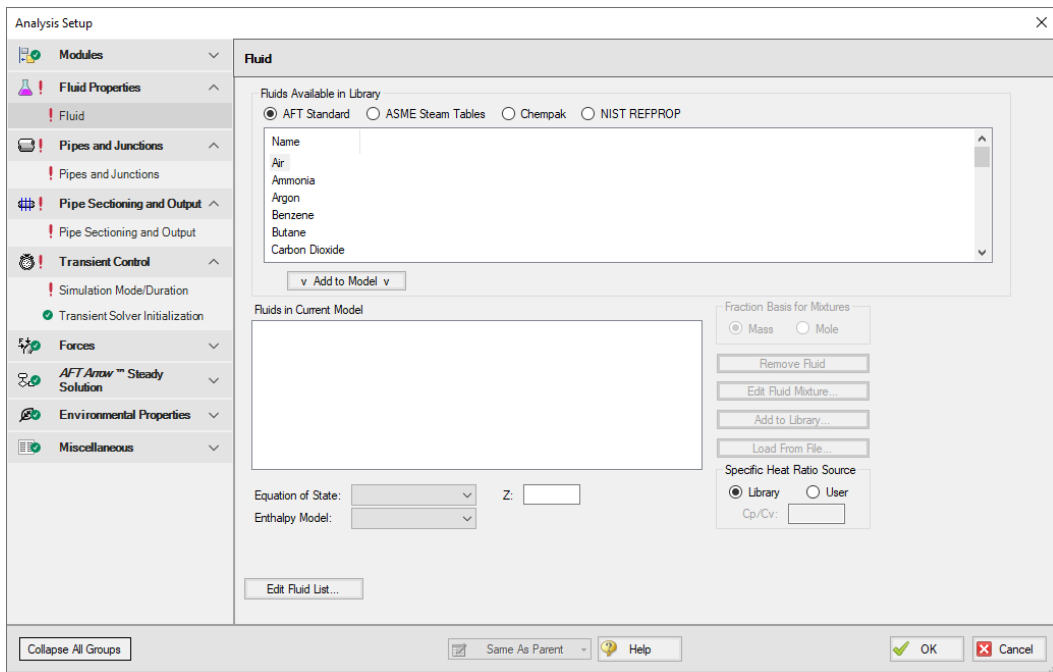 Analysis Setup
Modules
Fluid Properties
Fluid
Pipes and Junctions
Pipes and Junctions
Pipe Sectioning and Output
Pipe Sectioning and Output
Transient Control
Simulation Mode/Duration
Transient Solver Initialization
Forces
AFT Arrow ™ Steady
Solution
Environmental Properties
Miscellaneous
Fluid
Fluids Available in Library
AFT Standard ASME Steam Tables Chempak NIST REFPROP
Name
Air
Ammonia
Argon
Benzene
Butane
Carbon Dioxide
v Add to Model v
Fluids in Current Model
Fraction Basis for Mixtures
Mass Mole
Remove Fluid
Edit Fluid Mixture...
Add to Library...
Load From File...
Specific Heat Ratio Source
Library User
Cp/Cv:
Equation of State: Z:
Enthalpy Model:
Edit Fluid List...
Collapse All Groups Same As Parent Help OK Cancel